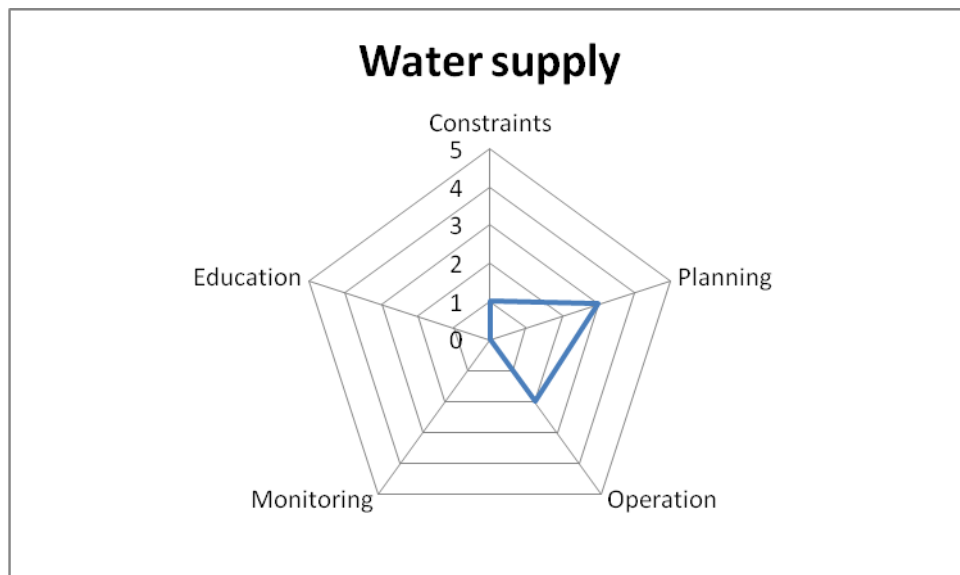 Water supply
Constraints
5
4
3
2
1
0
Planning
Operation
Monitoring
Education